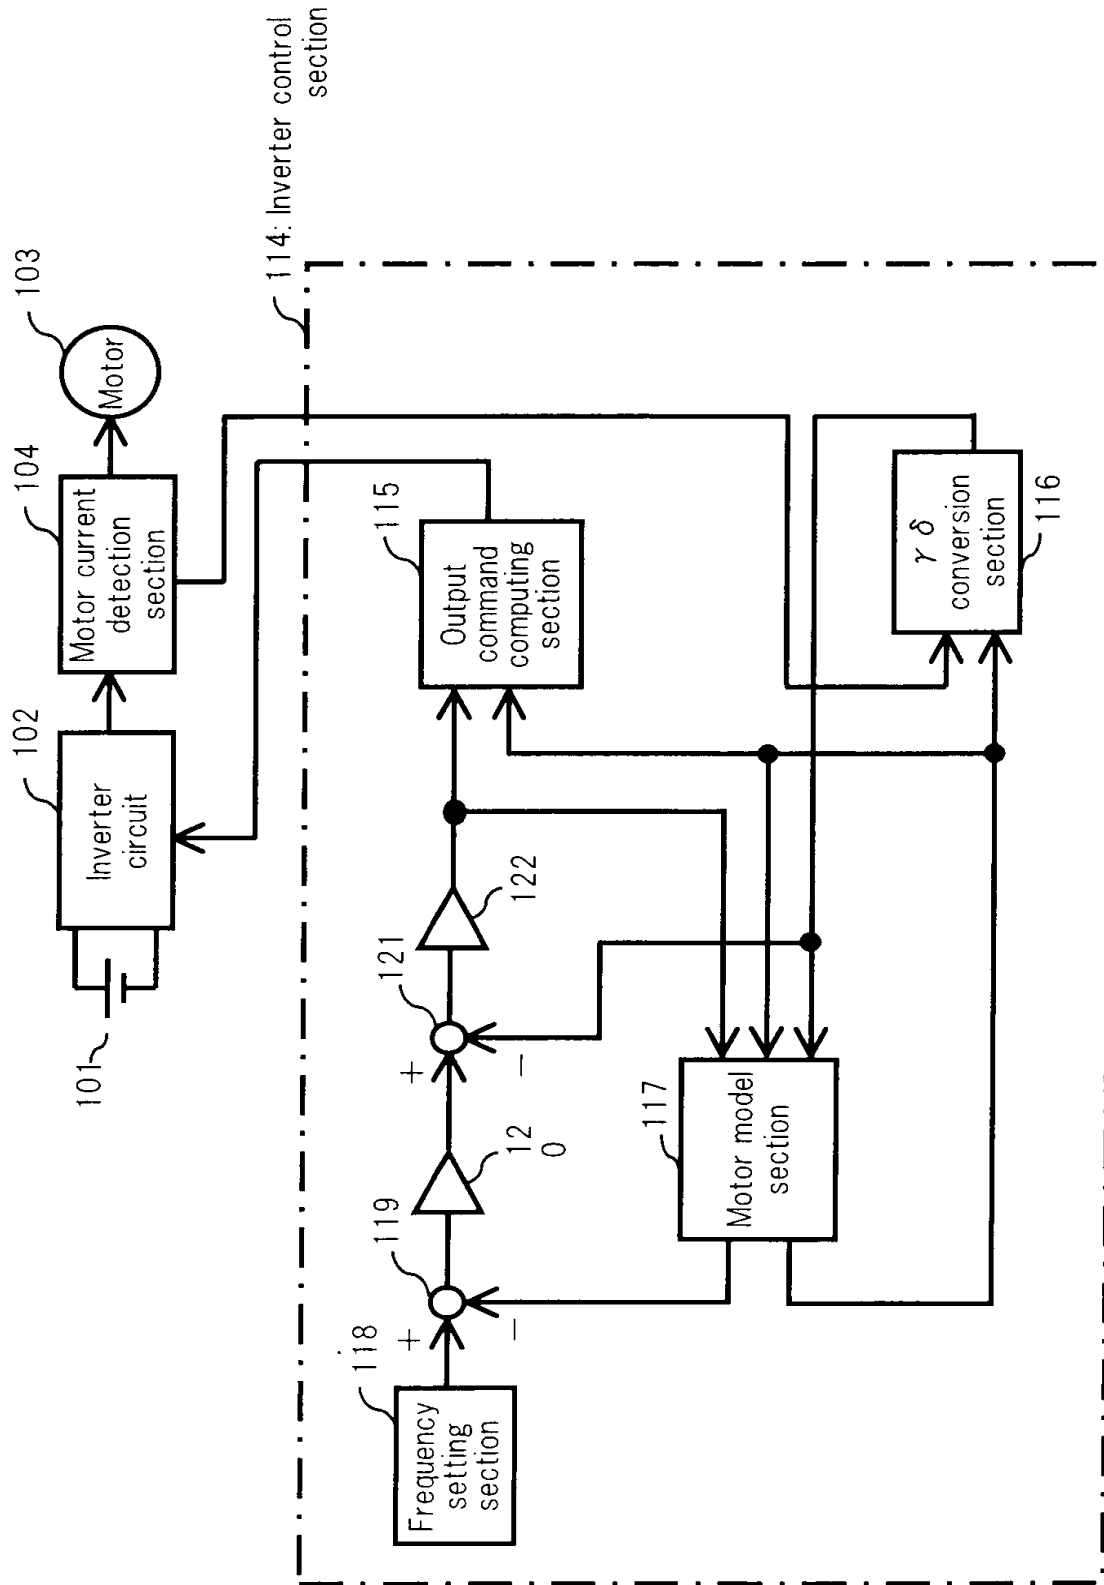 101
102
Inverter
circuit
104
Motor current
detection
section
103
Motor
114: Inverter control
section
118
Frequency
setting
section
+
−
119
12
0
+
−
121
122
115
Output
command
computing
section
117
Motor model
section
γ δ
conversion
section
116